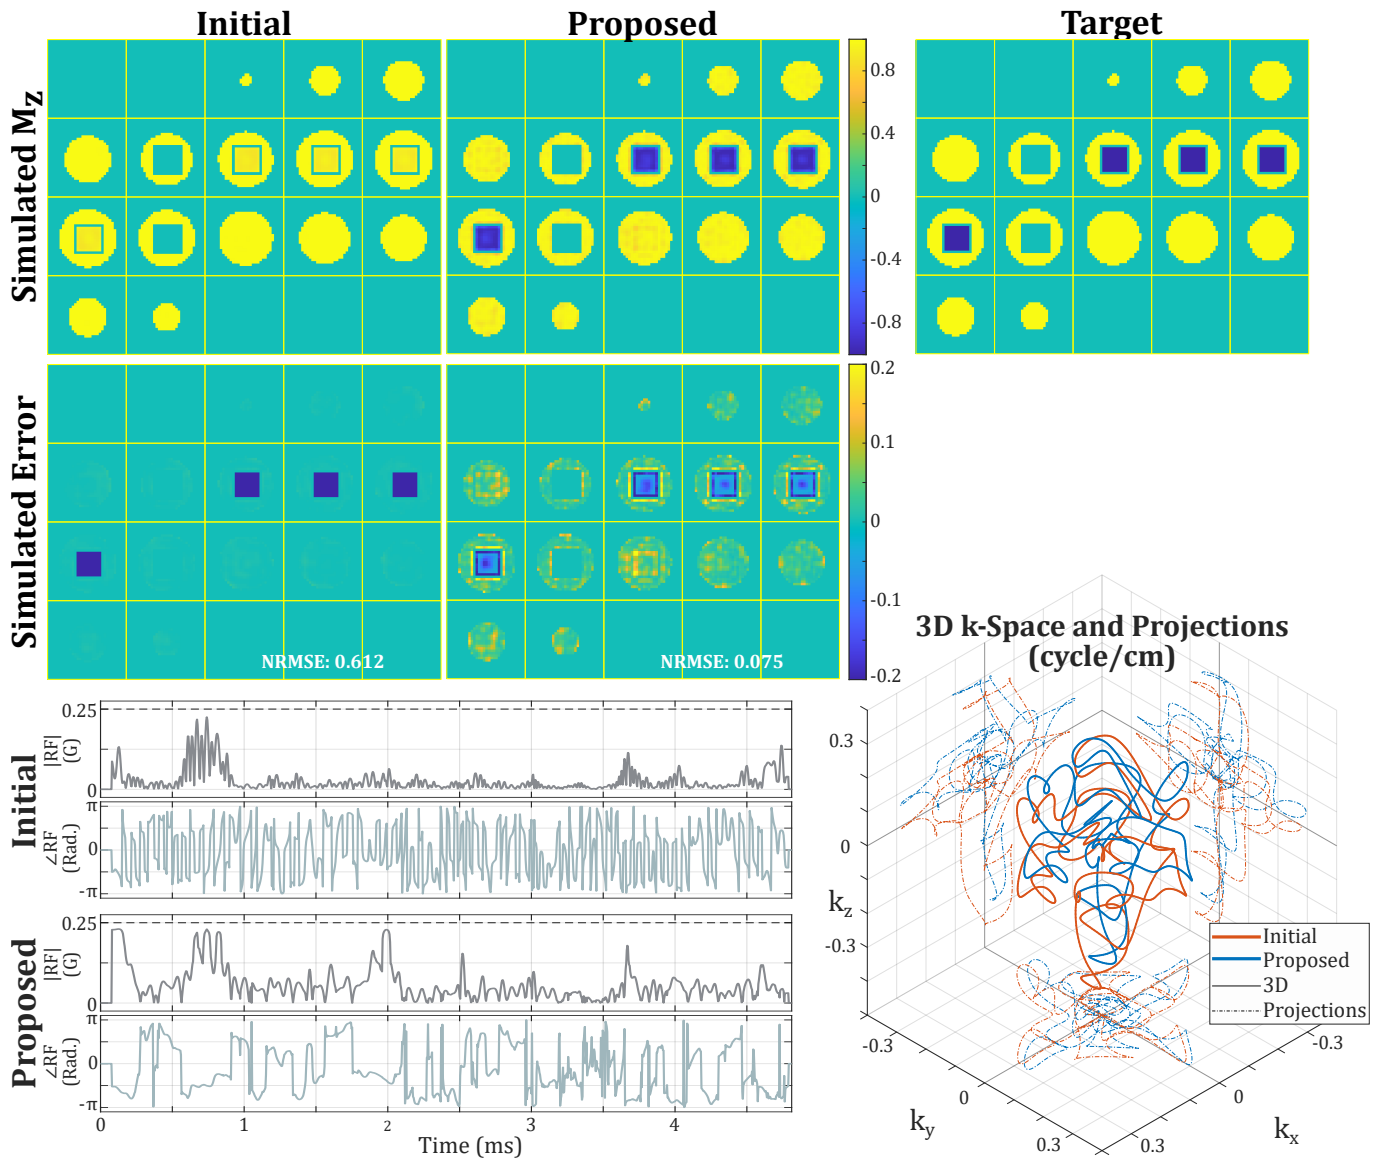 Initial
Proposed
Target
Simulated M_Z
0.8
0.4
0
-0.4
-0.8
Simulated Error
0.2
0.1
0
-0.1
-0.2
NRMSE: 0.612
NRMSE: 0.075
Initial
|RF|
(G)
0.25
0
∠RF
(Rad.)
π
0
-π
Proposed
|RF|
(G)
0.25
0
∠RF
(Rad.)
π
0
-π
0
1
2
3
4
Time (ms)
3D k-Space and Projections
(cycle/cm)
0.3
0
k_z
-0.3
Initial
Proposed
3D
Projections
-0.3
0
0.3
k_y
-0.3
0
0.3
k_x